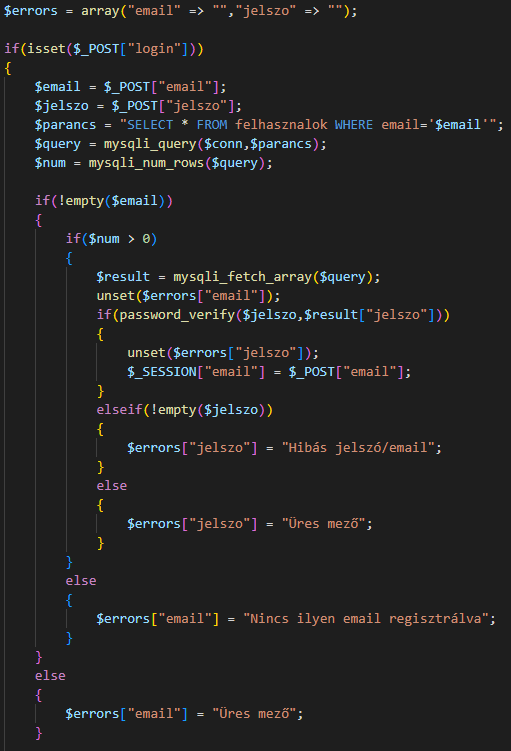 $errors = array("email" => "","jelszo" => "");
if(isset($_POST["login"]))
{
$email = $_POST["email"];
$jelszo = $_POST["jelszo"];
$parancs = "SELECT * FROM felhasznalok WHERE email='$email'";
$query = mysqli_query($conn,$parancs);
$num = mysqli_num_rows($query);
if(!empty($email))
{
if($num > 0)
{
$result = mysqli_fetch_array($query);
unset($errors["email"]);
if(password_verify($jelszo,$result["jelszo"]))
{
unset($errors["jelszo"]);
$_SESSION["email"] = $_POST["email"];
}
elseif(!empty($jelszo))
{
$errors["jelszo"] = "Hibás jelszó/email";
}
else
{
$errors["jelszo"] = "Üres mező";
}
}
else
{
$errors["email"] = "Nincs ilyen email regisztrálva";
}
}
else
{
$errors["email"] = "Üres mező";
}